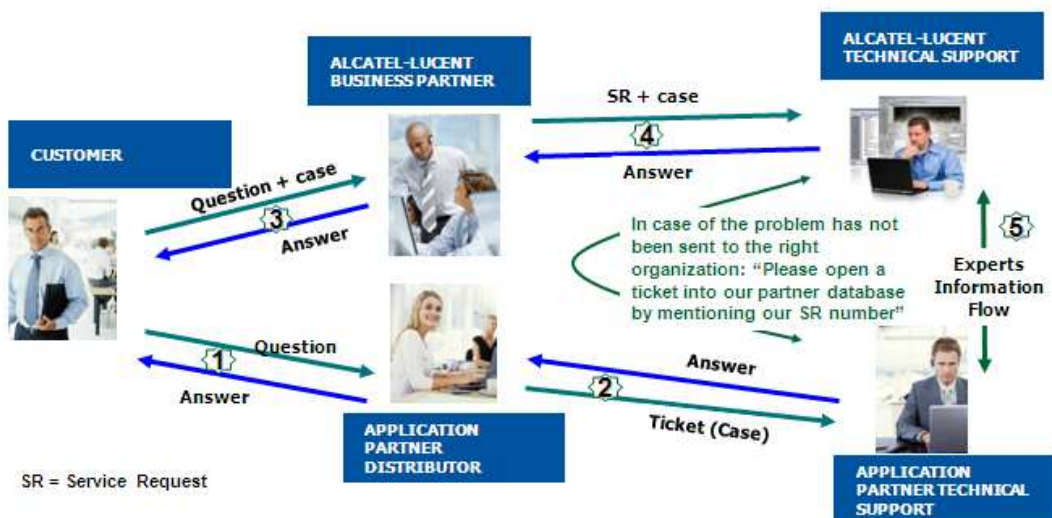 ALCATEL-LUCENT
BUSINESS PARTNER
ALCATEL-LUCENT
TECHNICAL SUPPORT
CUSTOMER
SR + case
4
Answer
Question + case
3
Answer
In case of the problem has not
been sent to the right
organization: “Please open a
ticket into our partner database
by mentioning our SR number”
5
Experts
Information
Flow
1
Question
Answer
Answer
2
Ticket (Case)
APPLICATION
PARTNER
DISTRIBUTOR
APPLICATION
PARTNER TECHNICAL
SUPPORT
SR = Service Request